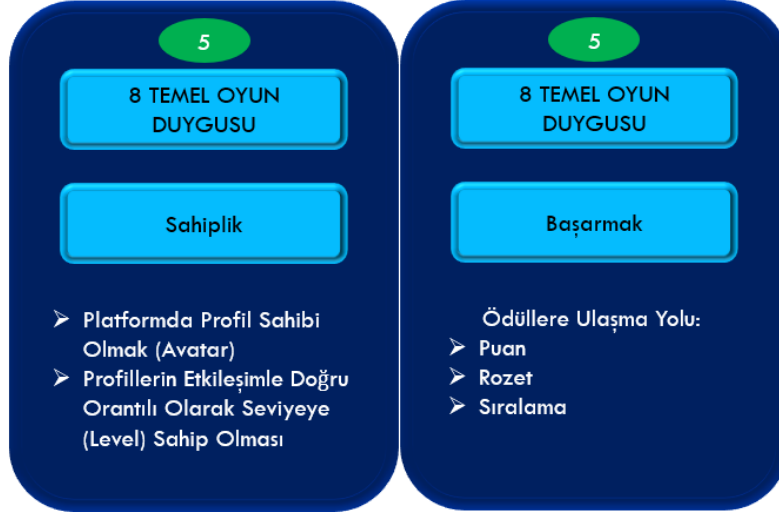 5
8 TEMEL OYUN
DUYGUSU
Sahiplik
➢ Platformda Profil Sahibi
Olmak (Avatar)
➢ Profillerin Etkileşimle Doğru
Orantılı Olarak Seviyeye
(Level) Sahip Olması
5
8 TEMEL OYUN
DUYGUSU
Başarmak
Ödüllere Ulaşma Yolu:
➢ Puan
➢ Rozet
➢ Sıralama